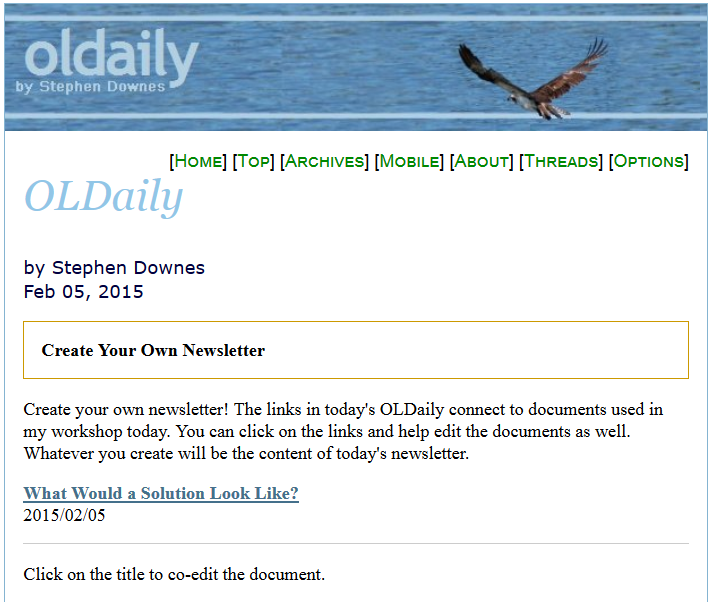 oldaily
by Stephen Downes
[Home] [Top] [Archives] [Mobile] [About] [Threads] [Options]
OLDaily
by Stephen Downes
Feb 05, 2015
Create Your Own Newsletter
Create your own newsletter! The links in today's OLDaily connect to documents used in
my workshop today. You can click on the links and help edit the documents as well.
Whatever you create will be the content of today's newsletter.
What Would a Solution Look Like?
2015/02/05
Click on the title to co-edit the document.